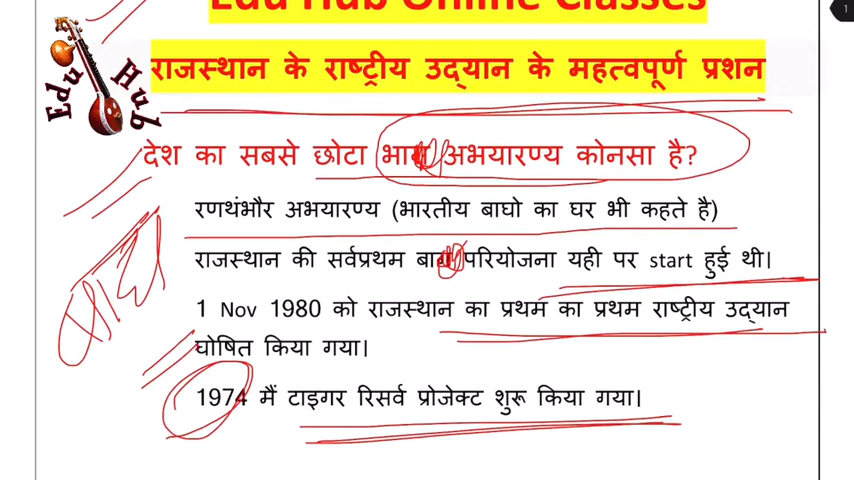 Edu Hub Online Classes
Edu Hub
राजस्थान के राष्ट्रीय उद्यान के महत्वपूर्ण प्रशन
देश का सबसे छोटा अभयारण्य कोनसा है?
रणथंभौर अभयारण्य (भारतीय बाघो का घर भी कहते है)
राजस्थान की सर्वप्रथम परियोजना यही पर start हुई थी।
1 Nov 1980 को राजस्थान का प्रथम का प्रथम राष्ट्रीय उद्यान
घोषित किया गया।
1974 मैं टाइगर रिसर्व प्रोजेक्ट शुरू किया गया।
1